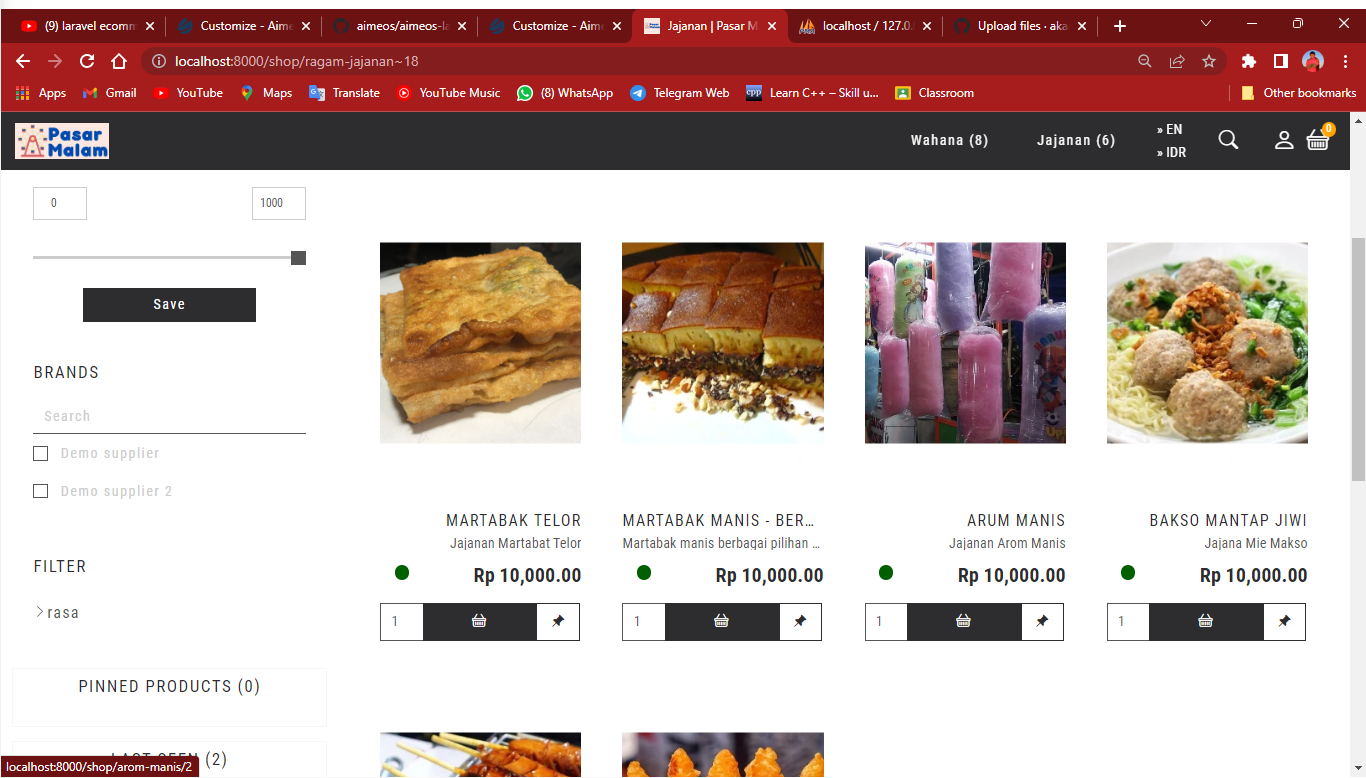 (9) laravel ecomm
Customize - Aime
aimeos/aimeos-la
Customize - Aime
Jajanan | Pasar M
localhost / 127.0.
Upload files · aka
localhost:8000/shop/ragam-jajanan~18
Apps
Gmail
YouTube
Maps
Translate
YouTube Music
(8) WhatsApp
Telegram Web
Learn C++ – Skill u...
Classroom
Other bookmarks
Pasar
Malam
Wahana (8)
Jajanan (6)
» EN
» IDR
0
0
1000
Save
BRANDS
Search
Demo supplier
Demo supplier 2
FILTER
rasa
PINNED PRODUCTS (0)
LAST SEEN (2)
MARTABAK TELOR
Jajanan Martabat Telor
Rp 10,000.00
1
MARTABAK MANIS - BER...
Martabak manis berbagai pilihan ...
Rp 10,000.00
1
ARUM MANIS
Jajanan Arom Manis
Rp 10,000.00
1
BAKSO MANTAP JIWI
Jajana Mie Makso
Rp 10,000.00
1
localhost:8000/shop/arom-manis/2